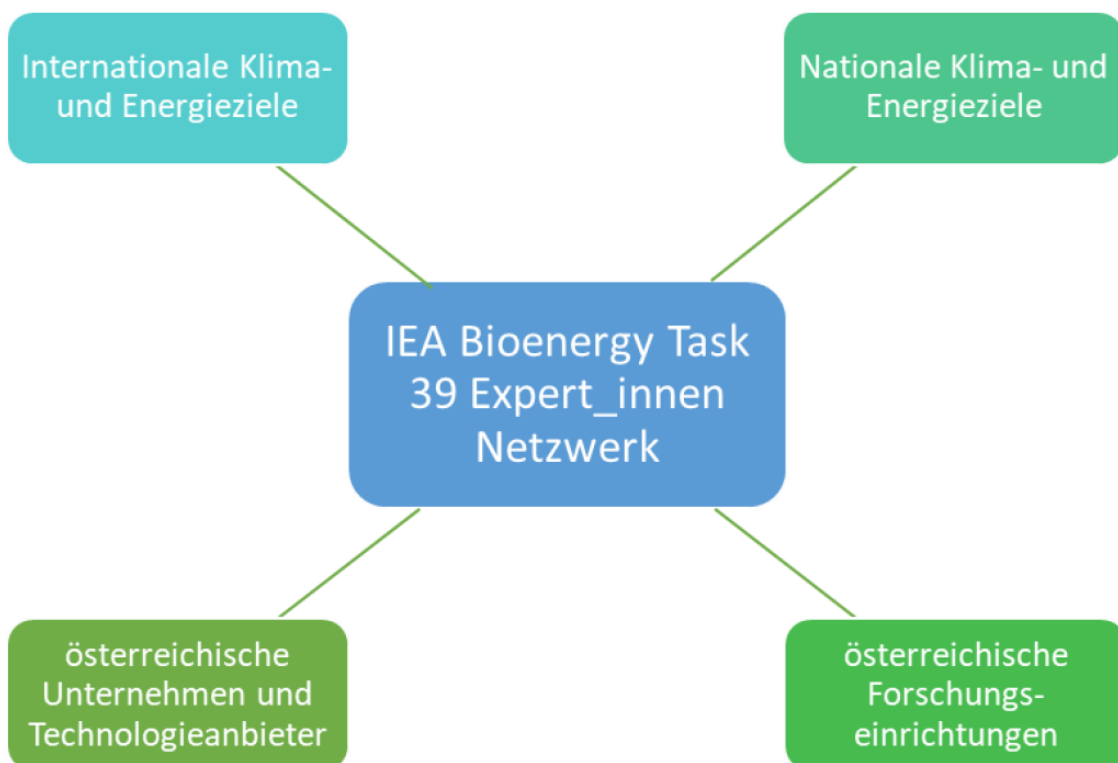 Internationale Klima-
und Energieziele
Nationale Klima- und
Energieziele
IEA Bioenergy Task
39 Expert_innen
Netzwerk
österreichische
Unternehmen und
Technologieanbieter
österreichische
Forschungs-
einrichtungen